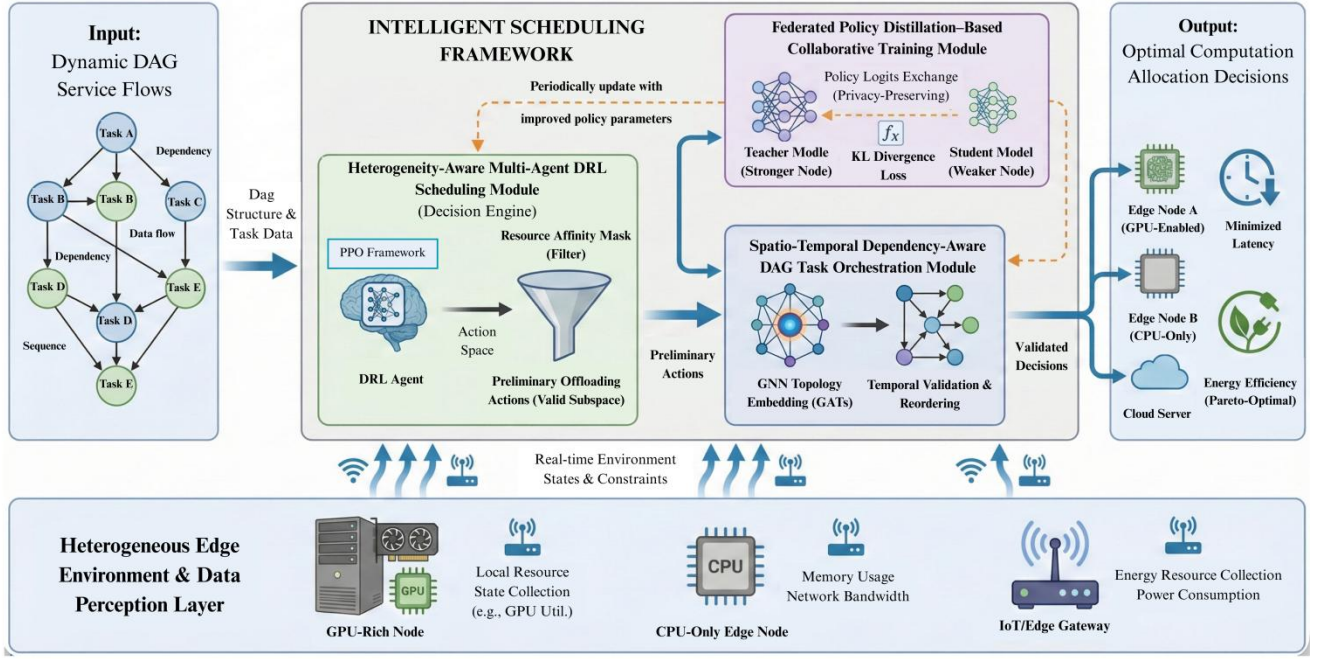 Input:
Dynamic DAG
Service Flows
Task A
Dependency
Task B
Task B
Task C
Data flow
Dependency
Task D
Task E
Task D
Sequence
Task E
Dag
Structure &
Task Data
INTELLIGENT SCHEDULING
FRAMEWORK
Periodically update with
improved policy parameters
Heterogeneity-Aware Multi-Agent DRL
Scheduling Module
(Decision Engine)
PPO Framework
DRL Agent
Action
Space
Resource Affinity Mask
(Filter)
Preliminary Offloading
Actions (Valid Subspace)
Preliminary
Actions
Federated Policy Distillation–Based
Collaborative Training Module
Policy Logits Exchange
(Privacy-Preserving)
fx
Teacher Modle
(Stronger Node)
KL Divergence
Loss
Student Model
(Weaker Node)
Spatio-Temporal Dependency-Aware
DAG Task Orchestration Module
GNN Topology
Embedding (GATs)
Temporal Validation &
Reordering
Validated
Decisions
Output:
Optimal Computation
Allocation Decisions
Edge Node A
(GPU-Enabled)
Minimized
Latency
Edge Node B
(CPU-Only)
Cloud Server
Energy Efficiency
(Pareto-Optimal)
Real-time Environment
States & Constraints
Heterogeneous Edge
Environment & Data
Perception Layer
GPU
GPU-Rich Node
Local Resource
State Collection
(e.g., GPU Util.)
CPU
CPU-Only Edge Node
Memory Usage
Network Bandwidth
IoT/Edge Gateway
Energy Resource Collection
Power Consumption